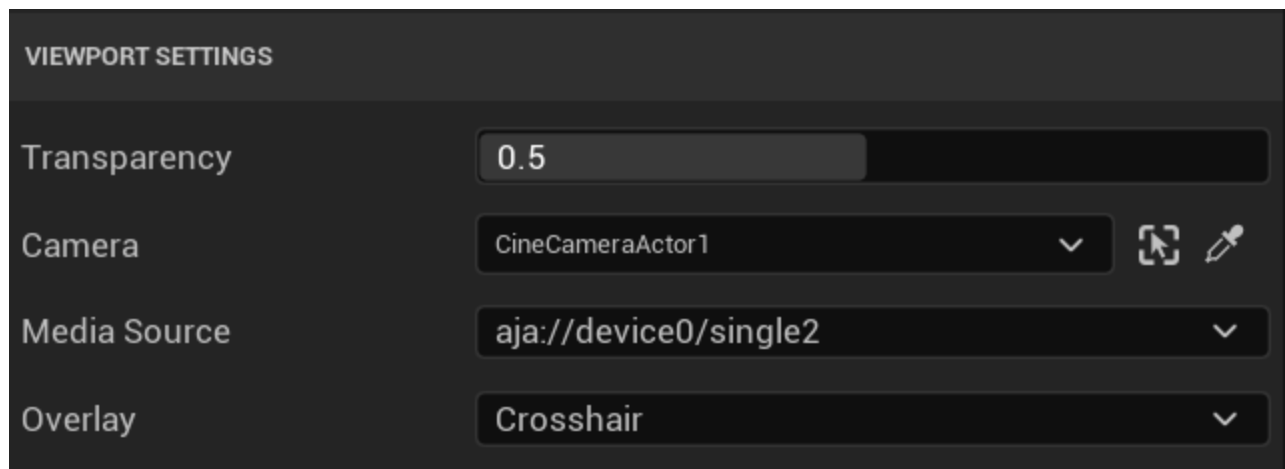 VIEWPORT SETTINGS
Transparency 0.5
Camera CineCameraActor1
Media Source aja://device0/single2
Overlay Crosshair